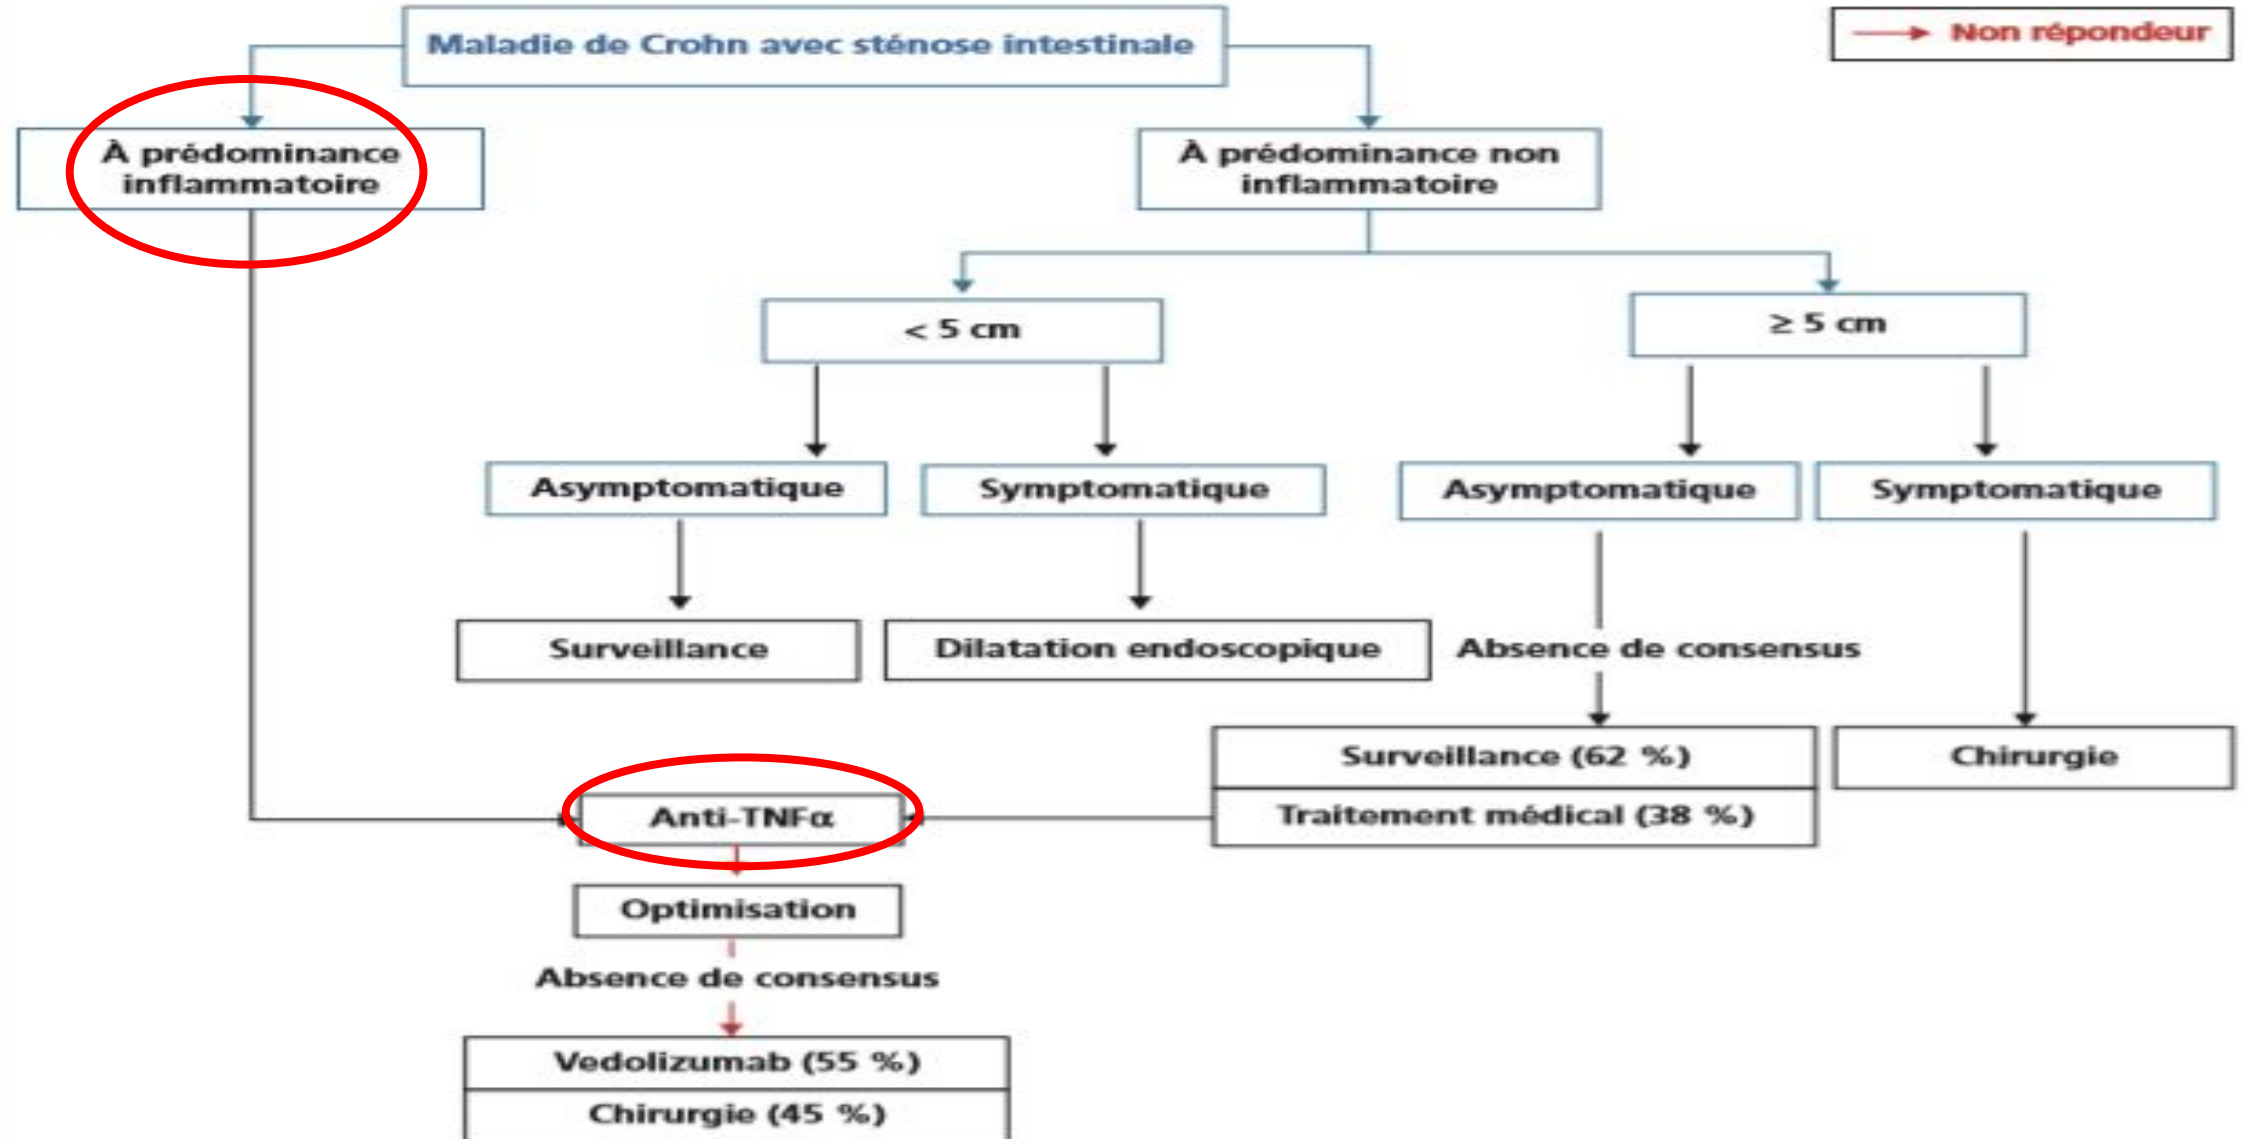 Maladie de Crohn avec sténose intestinale
Non répondeur
À prédominance
inflammatoire
À prédominance non
inflammatoire
< 5 cm
≥ 5 cm
Asymptomatique
Symptomatique
Asymptomatique
Symptomatique
Surveillance
Dilatation endoscopique
Absence de consensus
Surveillance (62 %)
Chirurgie
Anti-TNFα
Traitement médical (38 %)
Optimisation
Absence de consensus
Vedolizumab (55 %)
Chirurgie (45 %)